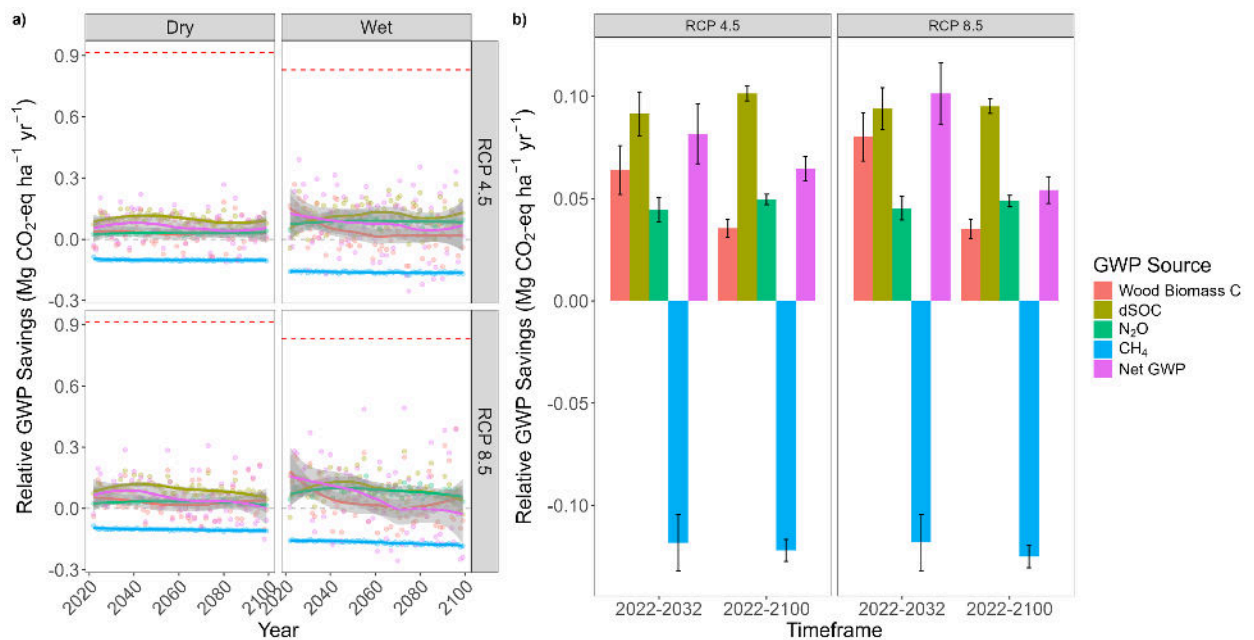 a)
Dry
Wet
Relative GWP Savings (Mg CO₂-eq ha⁻¹ yr⁻¹)
0.9
0.6
0.3
0.0
-0.3
RCP 4.5
0.9
0.6
0.3
0.0
-0.3
RCP 8.5
2020
2040
2060
2080
2100
2020
2040
2060
2080
2100
Year
b)
RCP 4.5
RCP 8.5
Relative GWP Savings (Mg CO₂-eq ha⁻¹ yr⁻¹)
0.10
0.05
0.00
-0.05
-0.10
2022-2032
2022-2100
2022-2032
2022-2100
Timeframe
GWP Source
Wood Biomass C
dSOC
N₂O
CH₄
Net GWP